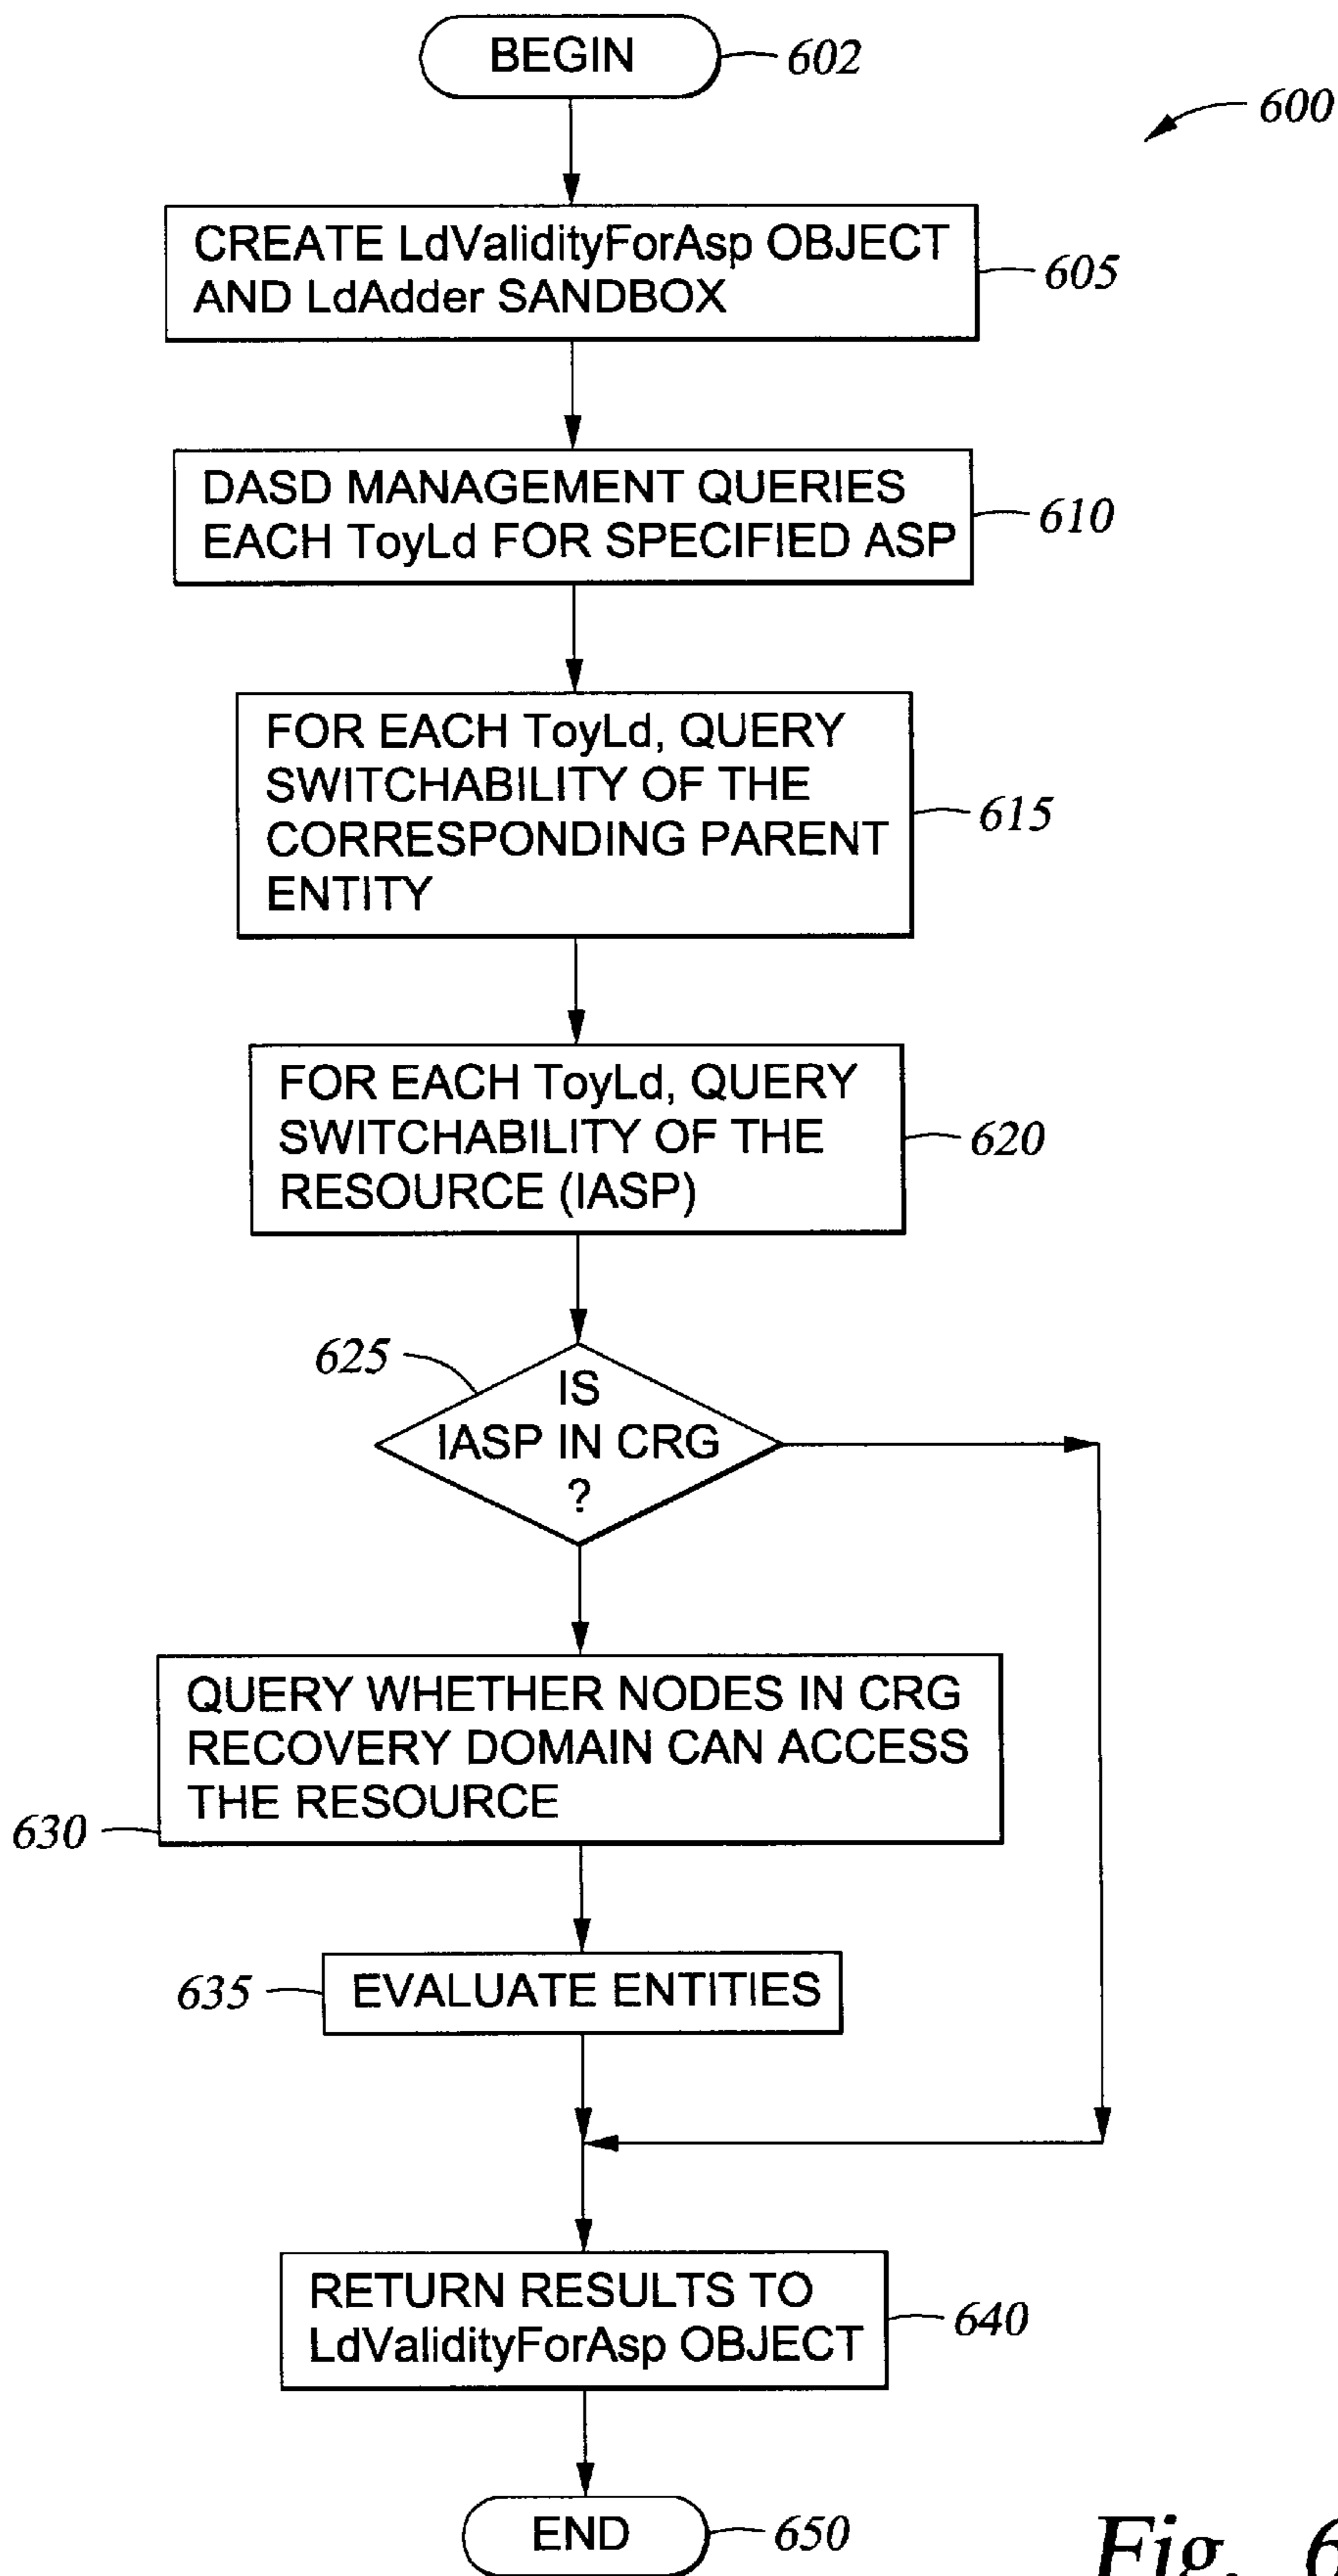 BEGIN
602
600
CREATE LdValidityForAsp OBJECT
AND LdAdder SANDBOX
605
DASD MANAGEMENT QUERIES
EACH ToyLd FOR SPECIFIED ASP
610
FOR EACH ToyLd, QUERY
SWITCHABILITY OF THE
CORRESPONDING PARENT
ENTITY
615
FOR EACH ToyLd, QUERY
SWITCHABILITY OF THE
RESOURCE (IASP)
620
625
IS
IASP IN CRG
?
QUERY WHETHER NODES IN CRG
RECOVERY DOMAIN CAN ACCESS
THE RESOURCE
630
635
EVALUATE ENTITIES
RETURN RESULTS TO
LdValidityForAsp OBJECT
640
END
650
Fig. 6